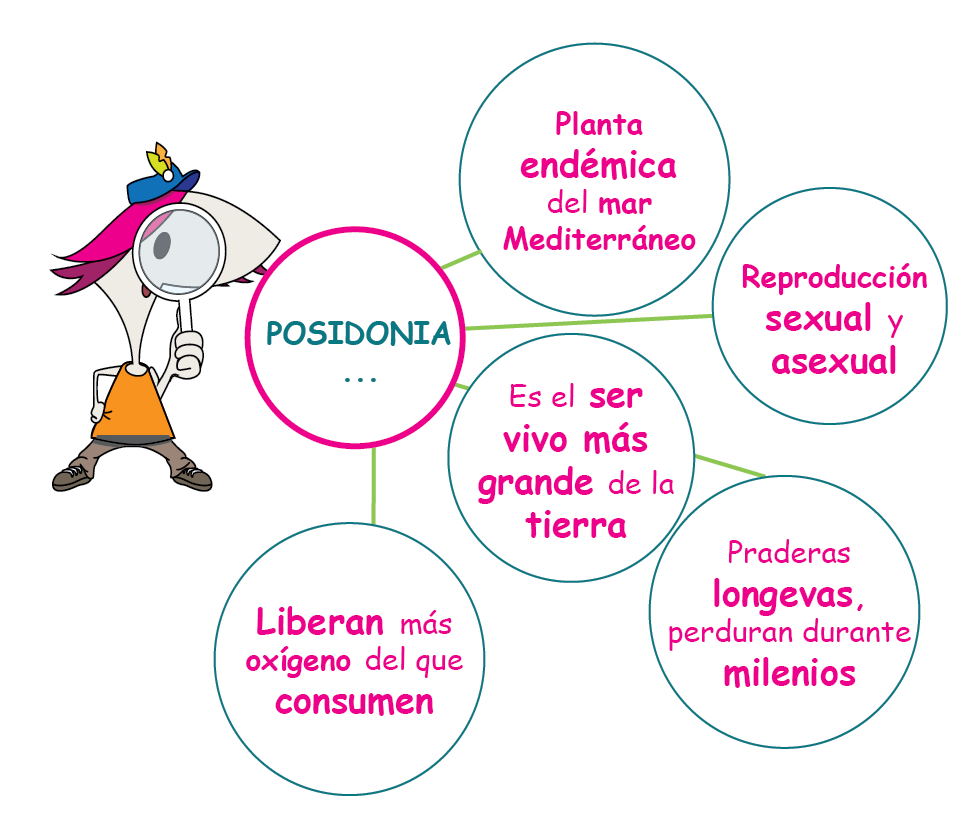 POSIDONIA
...
Planta
endémica
del mar
Mediterráneo
Reproducción
sexual y
asexual
Es el ser
vivo más
grande de la
tierra
Praderas
longevas,
perduran durante
milenios
Liberan más
oxígeno del que
consumen